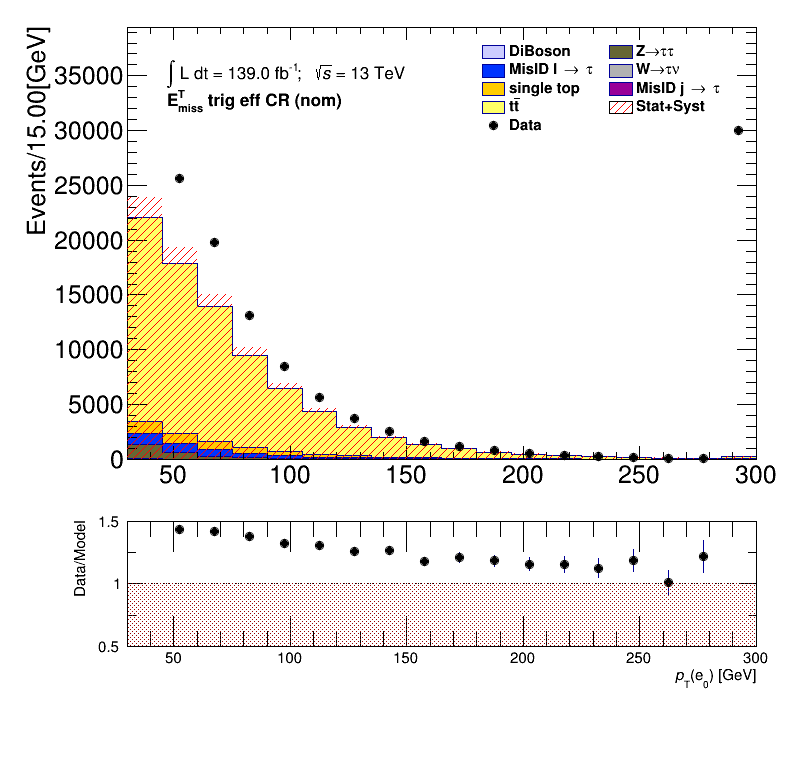 Events/15.00[GeV]
∫ L dt = 139.0 fb⁻¹; √s = 13 TeV
E^T_miss trig eff CR (nom)
DiBoson
Z→ττ
MisID l → τ
W→τν
single top
MisID j → τ
tt̄
Stat+Syst
Data
35000
30000
25000
20000
15000
10000
5000
0
50 100 150 200 250 300
Data/Model
1.5
1
0.5
50 100 150 200 250 300
p_T(e_0) [GeV]